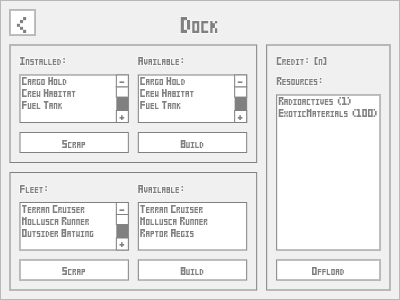 Dock
Installed:
Available:
Cargo Hold
Crew Habitat
Fuel Tank
Cargo Hold
Crew Habitat
Fuel Tank
Scrap
Build
Fleet:
Available:
Terran Cruiser
Mollusca Runner
Outsider Batwing
Terran Cruiser
Mollusca Runner
Raptor Aegis
Scrap
Build
Credit: [n]
Resources:
Radioactives (1)
ExoticMaterials (100)
Offload